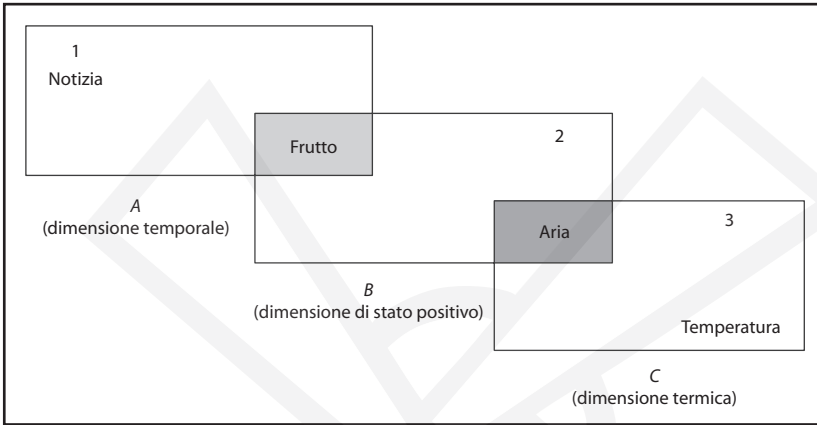 1
Notizia
Frutto
2
A
(dimensione temporale)
Aria
3
B
(dimensione di stato positivo)
Temperatura
C
(dimensione termica)